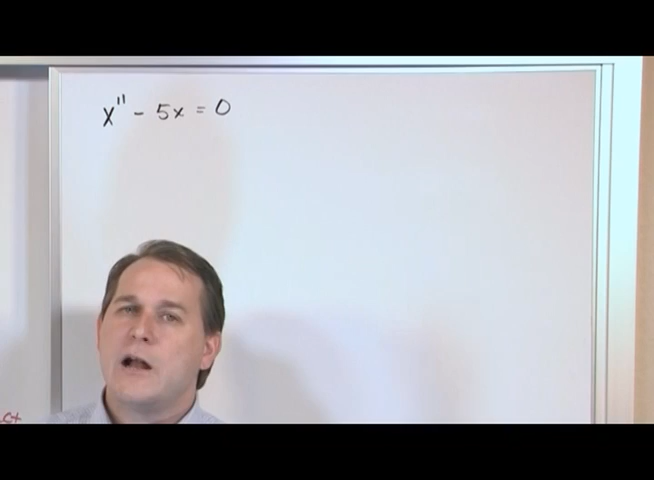 x'' - 5x = 0